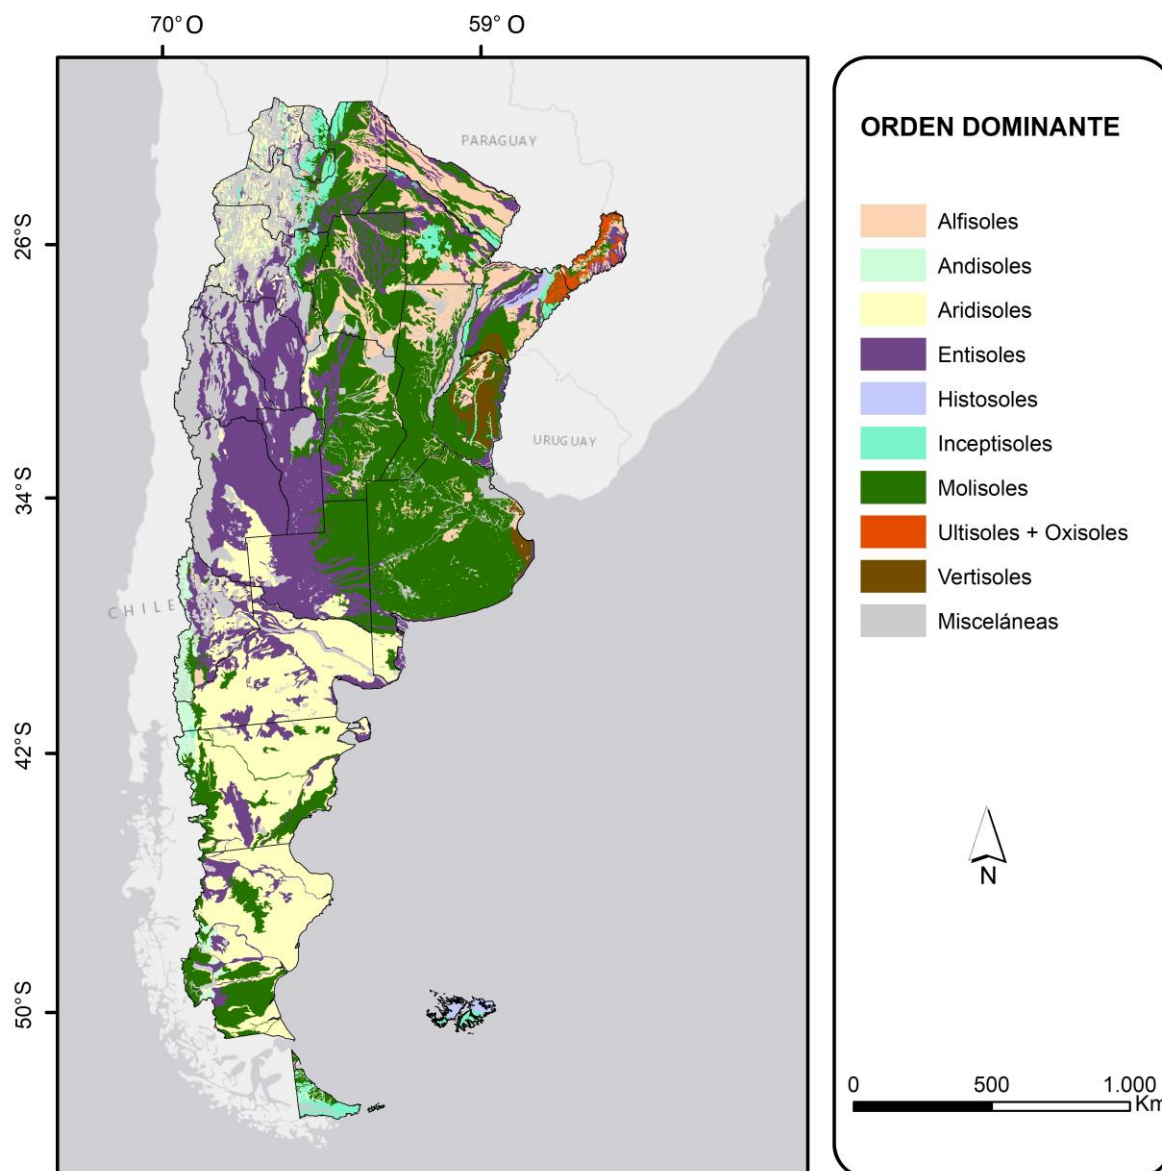 70° O
59° O
26°S
34°S
42°S
50°S
PARAGUAY
URUGUAY
CHILE
ORDEN DOMINANTE
Alfisoles
Andisoles
Aridisoles
Entisoles
Histosoles
Inceptisoles
Molisoles
Ultisoles + Oxisoles
Vertisoles
Misceláneas
N
0 500 1.000
Km